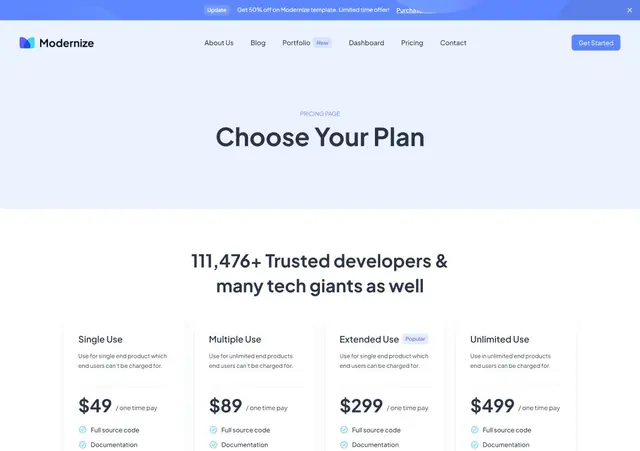 Update Get 50% off on Modernize template. Limited time offer!
Modernize About Us Blog Portfolio New Dashboard Pricing Contact Get Started
PRICING PAGE
Choose Your Plan
111,476+ Trusted developers &
many tech giants as well
Single Use
Use for single end product which
end users can't be charged for.
$49 / one time pay
Full source code
Documentation
Multiple Use
Use for unlimited end products
end users can't be charged for.
$89 / one time pay
Full source code
Documentation
Extended Use Popular
Use for single end product which
end users can be charged for.
$299 / one time pay
Full source code
Documentation
Unlimited Use
Use in unlimited end products
end users can be charged for.
$499 / one time pay
Full source code
Documentation